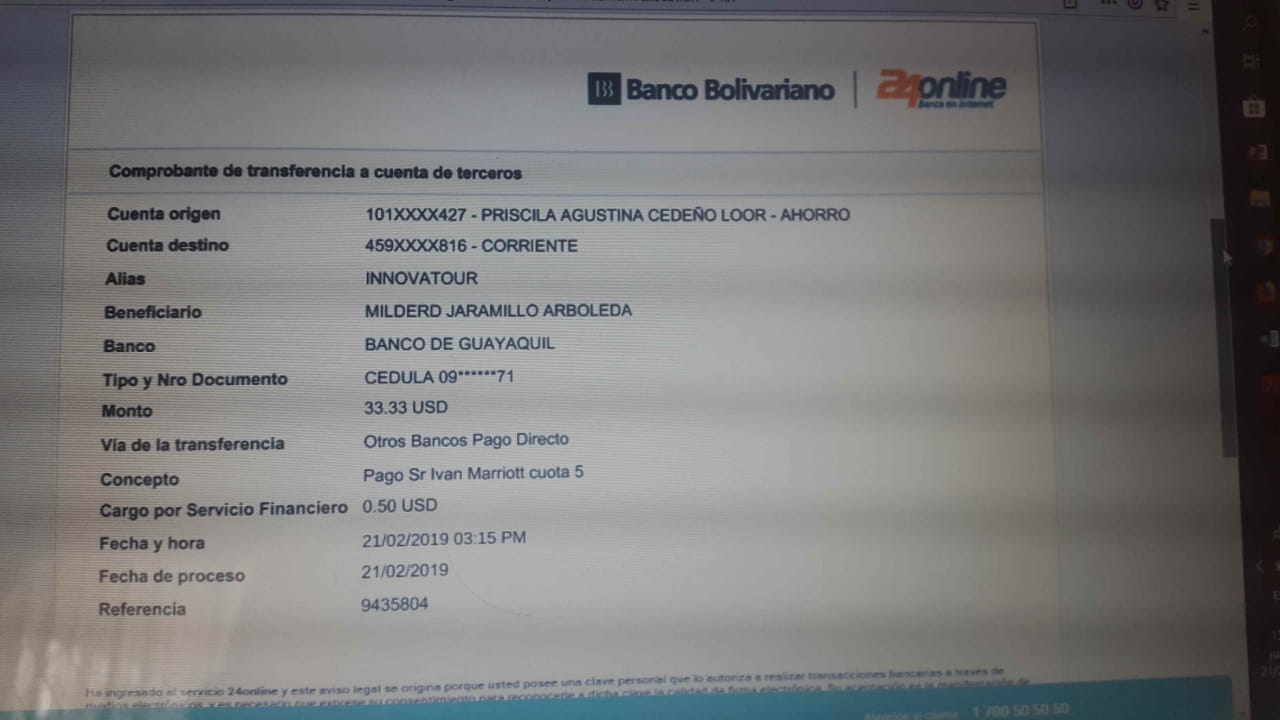 Banco Bolivariano | 24online
Banca en Internet
Comprobante de transferencia a cuenta de terceros
Cuenta origen 101XXXX427 - PRISCILA AGUSTINA CEDEÑO LOOR - AHORRO
Cuenta destino 459XXXX816 - CORRIENTE
Alias INNOVATOUR
Beneficiario MILDERD JARAMILLO ARBOLEDA
Banco BANCO DE GUAYAQUIL
Tipo y Nro Documento CEDULA 09******71
Monto 33.33 USD
Vía de la transferencia Otros Bancos Pago Directo
Concepto Pago Sr Ivan Marriott cuota 5
Cargo por Servicio Financiero 0.50 USD
Fecha y hora 21/02/2019 03:15 PM
Fecha de proceso 21/02/2019
Referencia 9435804
Ha ingresado al servicio 24online y este aviso legal se origina porque usted posee una clave personal que lo autoriza a realizar transacciones bancarias a través de
medios electrónicos, y es necesario que exprese su consentimiento para reconocerle a dicha clave la calidad de firma electrónica. Su aceptación es la manifestación de
Atención al cliente 1 700 50 50 50